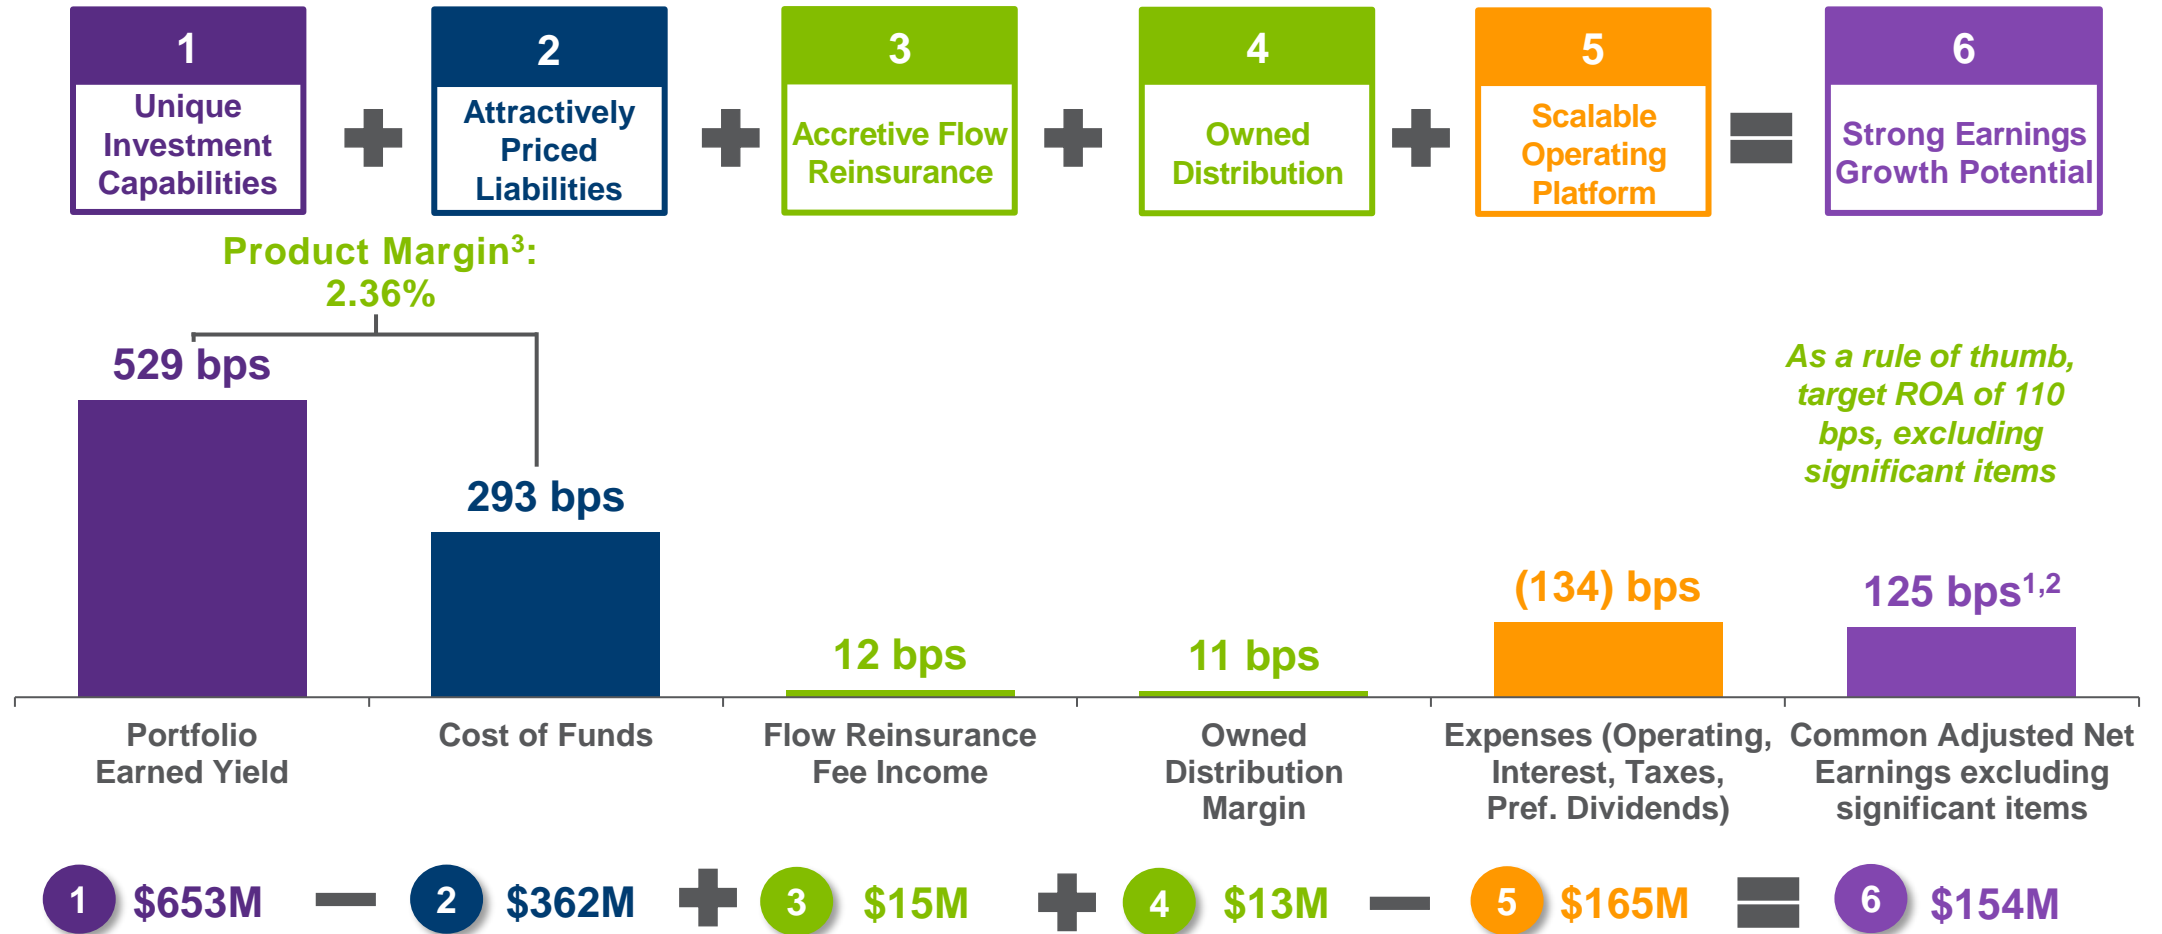 1
Unique
Investment
Capabilities
2
Attractively
Priced
Liabilities
3
Accretive Flow
Reinsurance
4
Owned
Distribution
5
Scalable
Operating
Platform
6
Strong Earnings
Growth Potential
Product Margin³:
2.36%
As a rule of thumb,
target ROA of 110
bps, excluding
significant items
529 bps
293 bps
12 bps
11 bps
(134) bps
125 bps¹,²
Portfolio
Earned Yield
Cost of Funds
Flow Reinsurance
Fee Income
Owned
Distribution
Margin
Expenses (Operating,
Interest, Taxes,
Pref. Dividends)
Common Adjusted Net
Earnings excluding
significant items
1 $653M
2 $362M
3 $15M
4 $13M
5 $165M
6 $154M